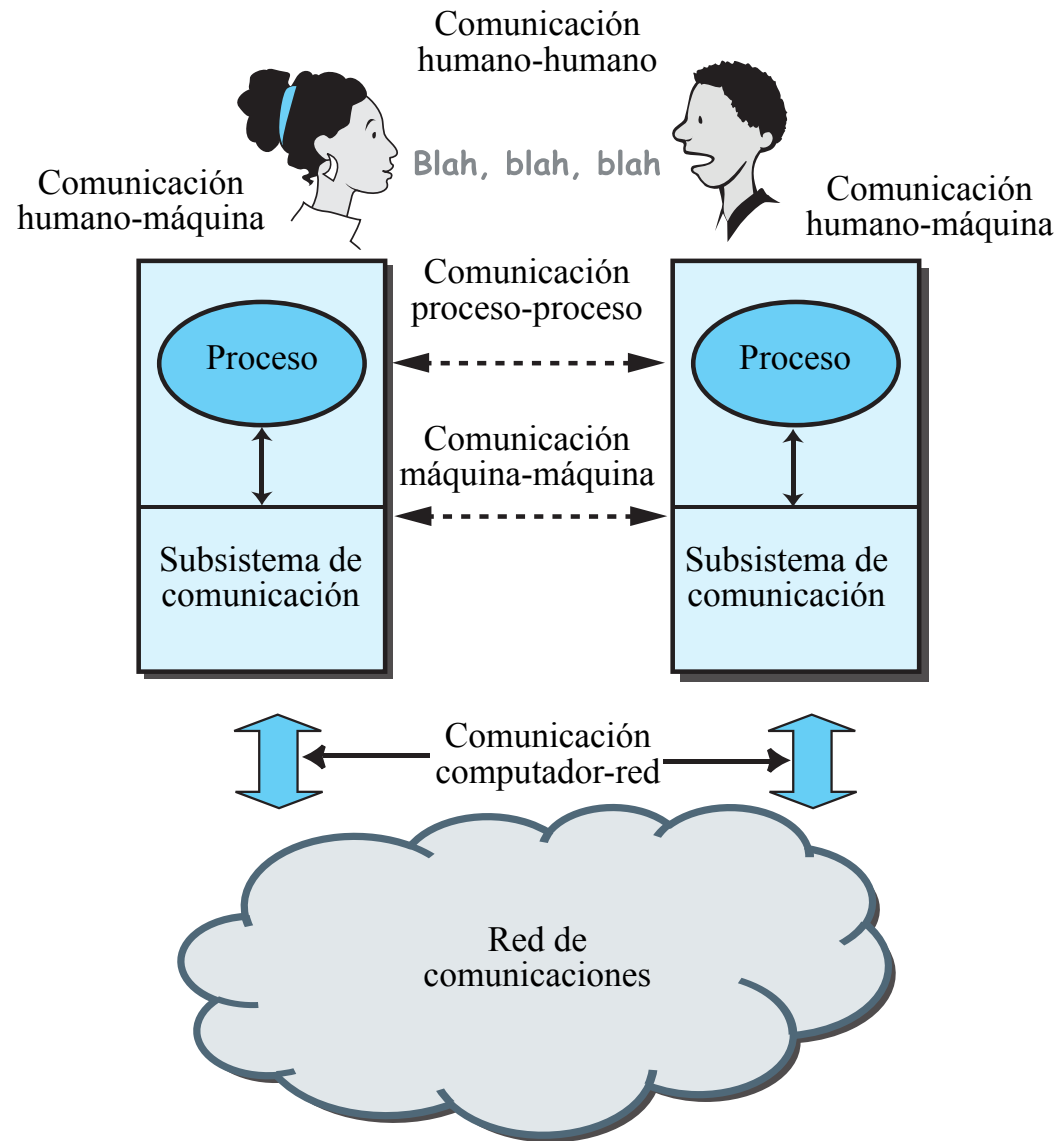 Comunicación
humano-humano
Blah, blah, blah
Comunicación
humano-máquina
Comunicación
humano-máquina
Comunicación
proceso-proceso
Proceso
Proceso
Comunicación
máquina-máquina
Subsistema de
comunicación
Subsistema de
comunicación
Comunicación
computador-red
Red de
comunicaciones